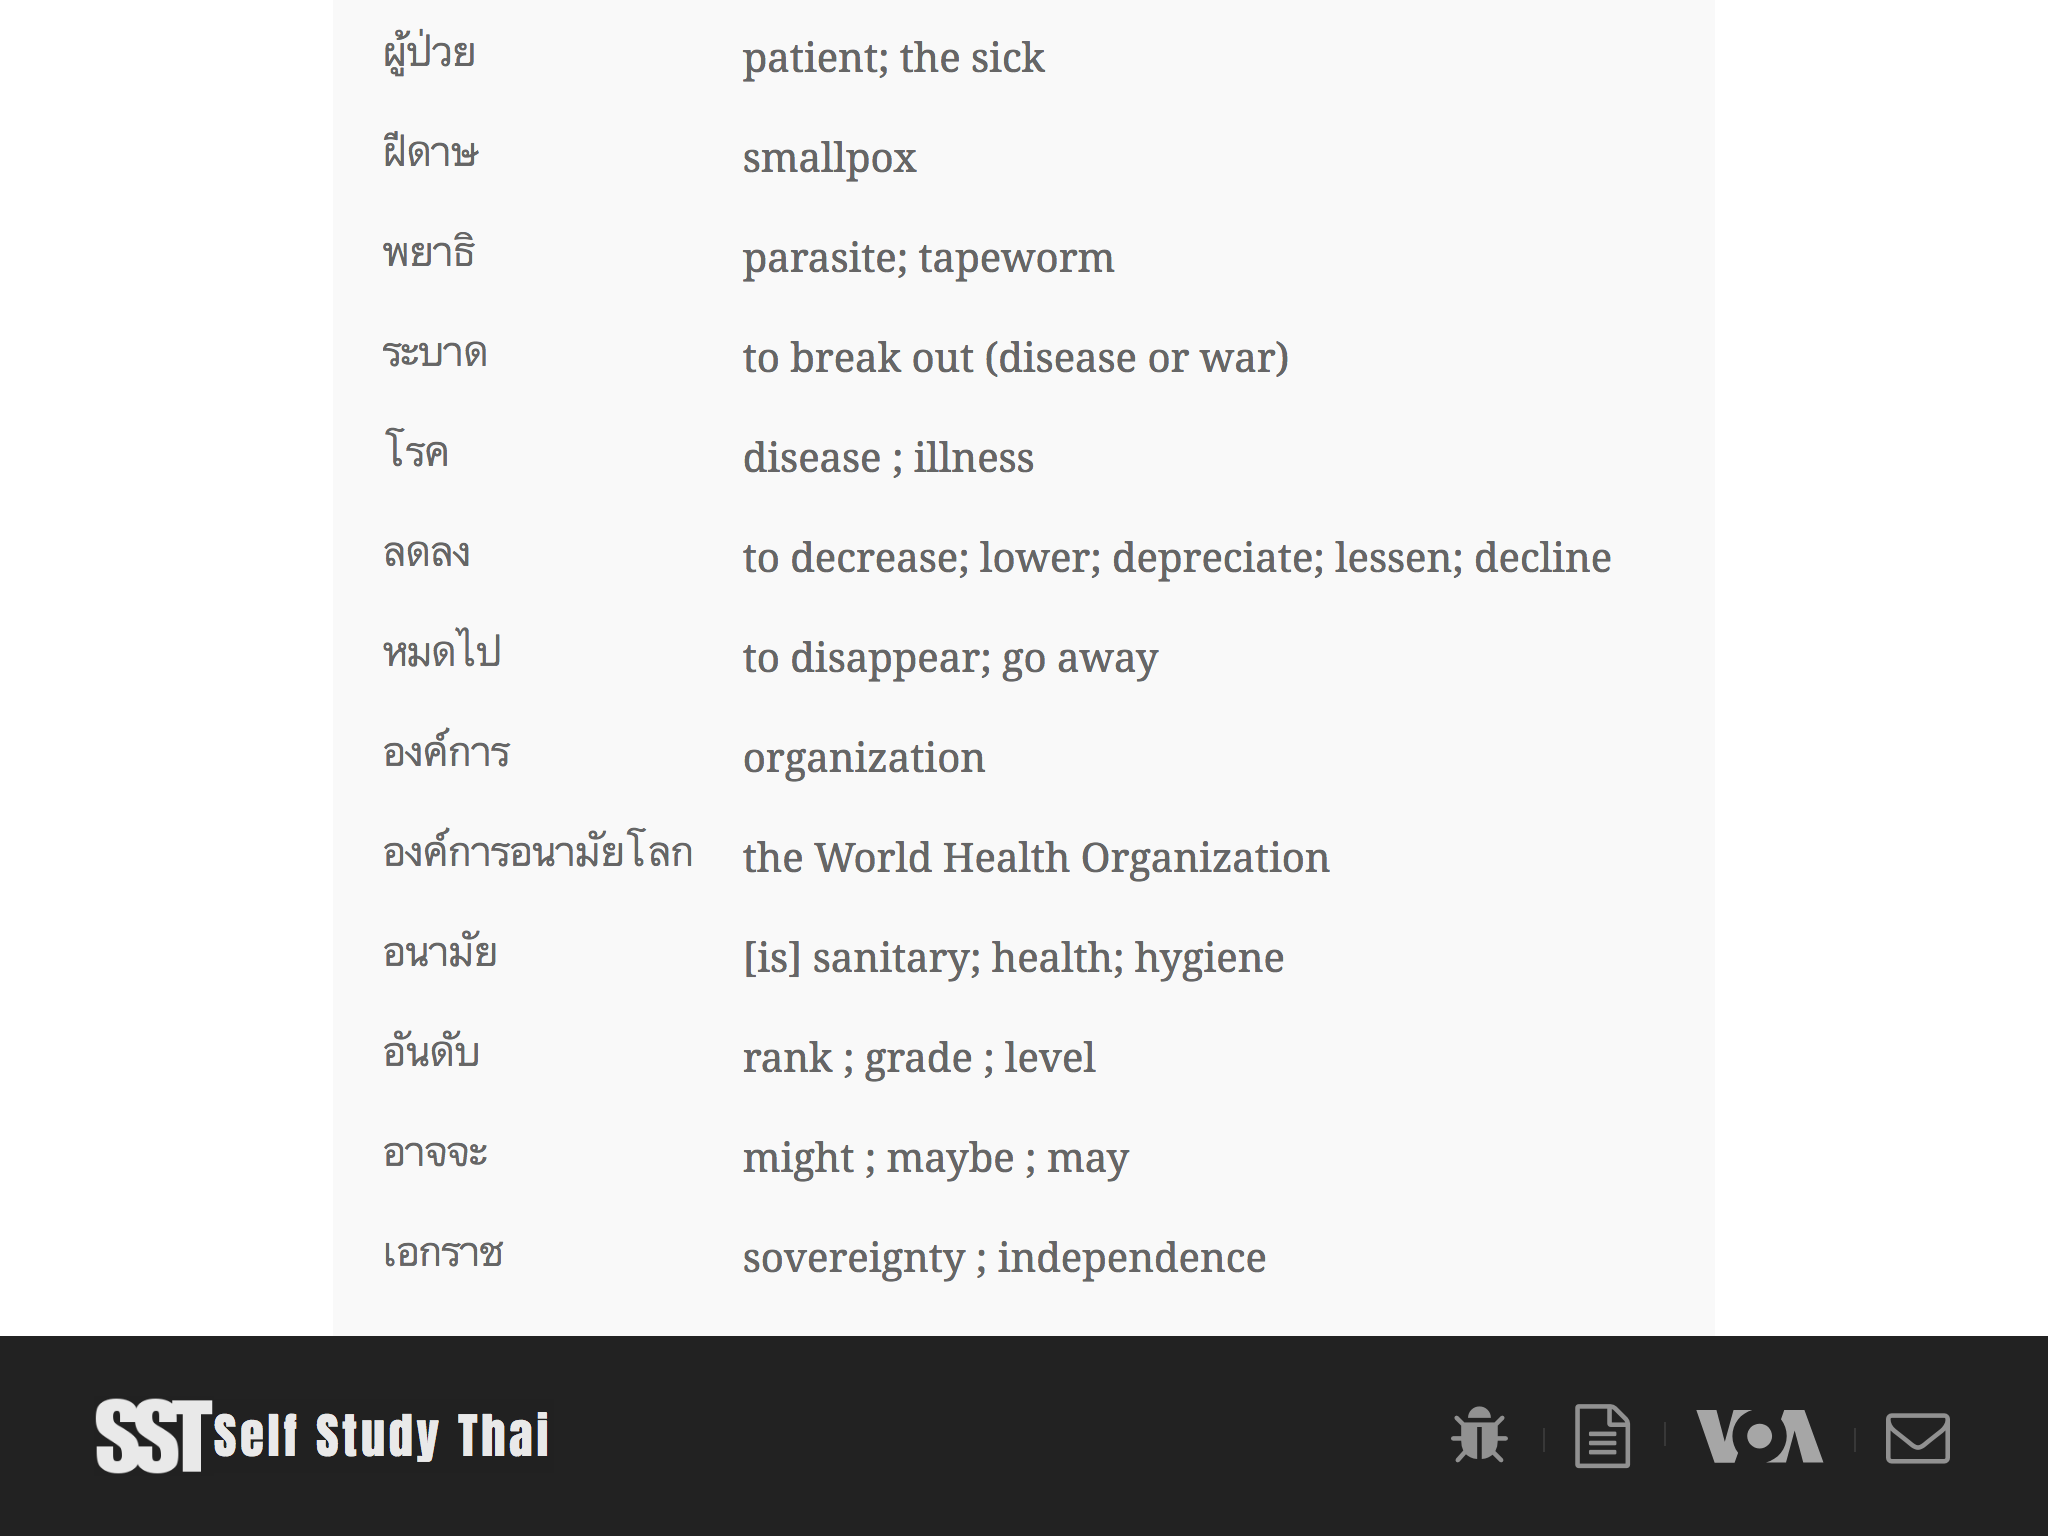 ผู้ป่วย patient; the sick
ฝีดาษ smallpox
พยาธิ parasite; tapeworm
ระบาด to break out (disease or war)
โรค disease ; illness
ลดลง to decrease; lower; depreciate; lessen; decline
หมดไป to disappear; go away
องค์การ organization
องค์การอนามัยโลก the World Health Organization
อนามัย [is] sanitary; health; hygiene
อันดับ rank ; grade ; level
อาจจะ might ; maybe ; may
เอกราช sovereignty ; independence
SST Self Study Thai VOA